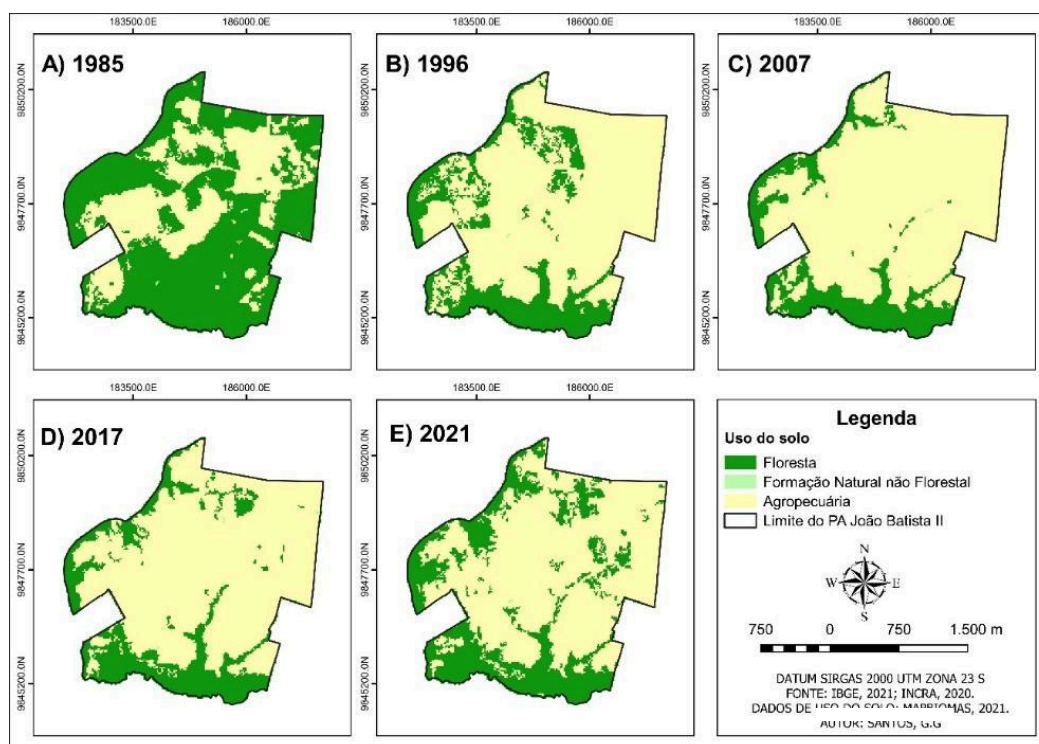 183500.0E 186000.0E 183500.0E 186000.0E 183500.0E 186000.0E
A) 1985
B) 1996
C) 2007
9850200.0N 9850200.0N 9850200.0N
9847700.0N 9847700.0N 9847700.0N
9845200.0N 9845200.0N 9845200.0N
183500.0E 186000.0E 183500.0E 186000.0E
D) 2017
E) 2021
9850200.0N 9850200.0N
9847700.0N 9847700.0N
9845200.0N 9845200.0N
Legenda
Uso do solo
Floresta
Formação Natural não Florestal
Agropecuária
Limite do PA João Batista II
N
W E
S
750 0 750 1.500 m
DATUM SIRGAS 2000 UTM ZONA 23 S
FONTE: IBGE, 2021; INCRA, 2020.
DADOS DE USO DO SOLO: MAPBIOMAS, 2021.
AUTOR: SANTOS, G.G